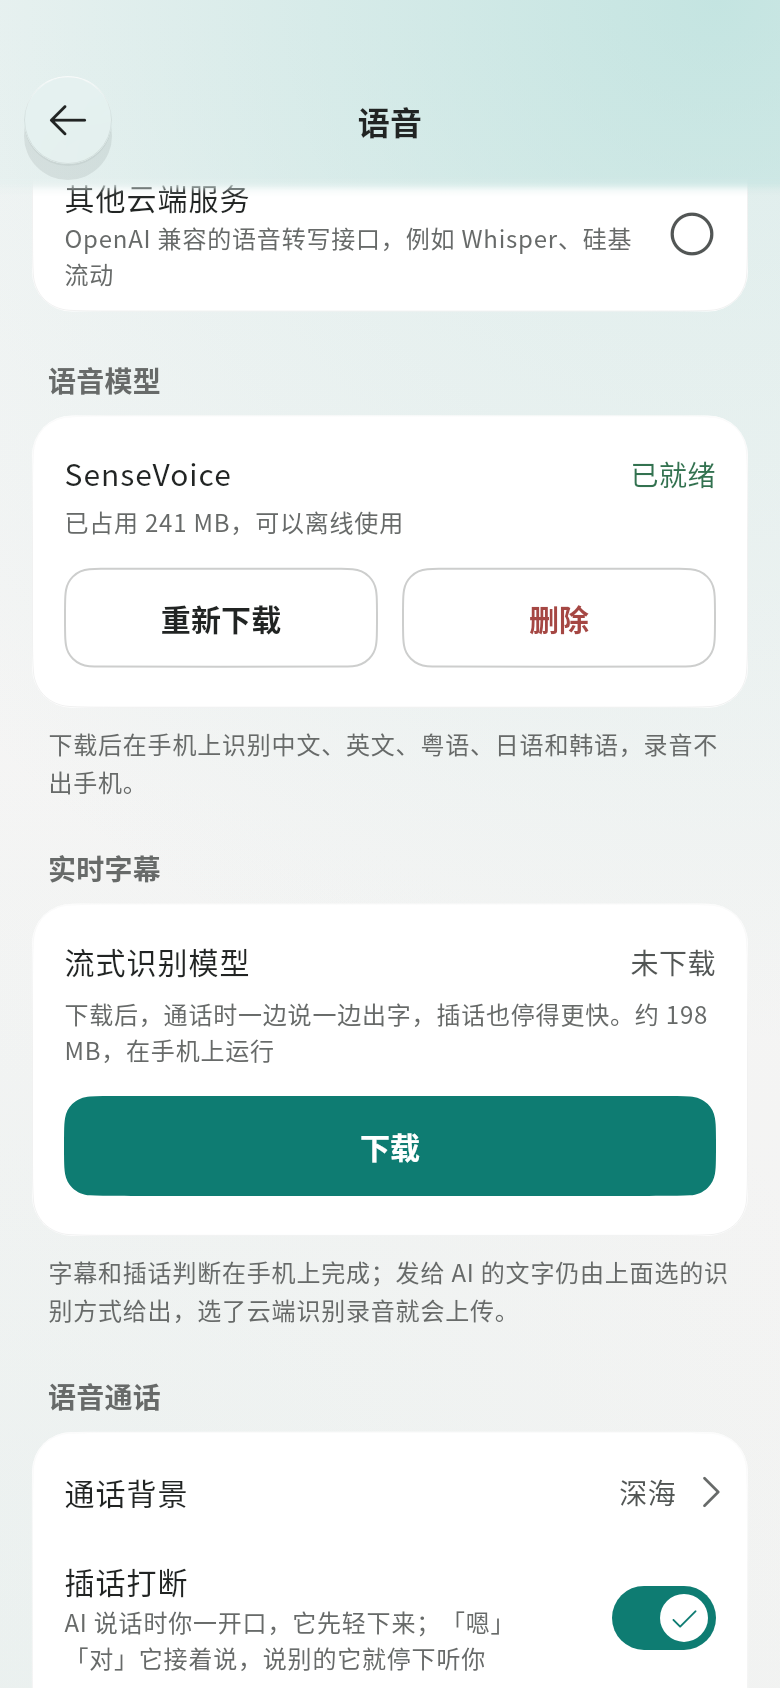 语音
其他云端服务
OpenAI 兼容的语音转写接口，例如 Whisper、硅基
流动
语音模型
SenseVoice
已就绪
已占用 241 MB，可以离线使用
重新下载
删除
下载后在手机上识别中文、英文、粤语、日语和韩语，录音不
出手机。
实时字幕
流式识别模型
未下载
下载后，通话时一边说一边出字，插话也停得更快。约 198
MB，在手机上运行
下载
字幕和插话判断在手机上完成；发给 AI 的文字仍由上面选的识
别方式给出，选了云端识别录音就会上传。
语音通话
通话背景
深海
插话打断
AI 说话时你一开口，它先轻下来；「嗯」
「对」它接着说，说别的它就停下听你